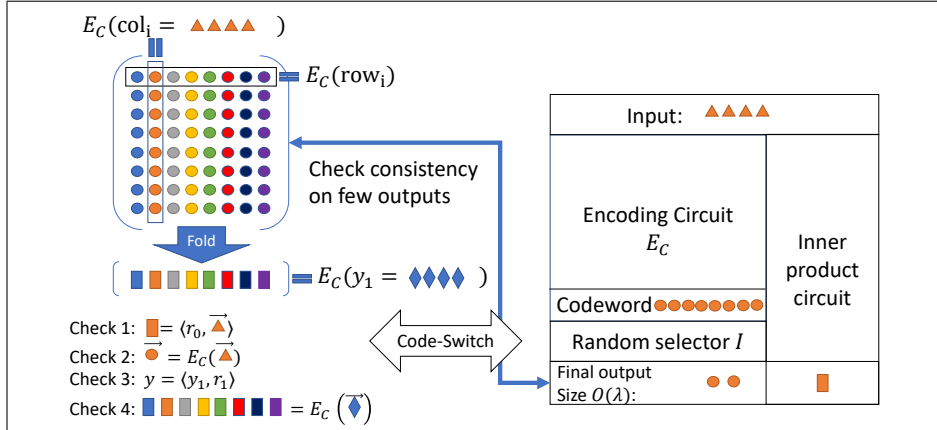 E_C(col_i = )
= E_C(row_i)
Check consistency
on few outputs
Fold
= E_C(y_1 = )
Check 1: = ⟨r_0, ⟩
Check 2: = E_C( )
Check 3: y = ⟨y_1, r_1⟩
Check 4: = E_C ( )
Code-Switch
Input:
Encoding Circuit
E_C
Inner
product
circuit
Codeword
Random selector I
Final output
Size O(λ):